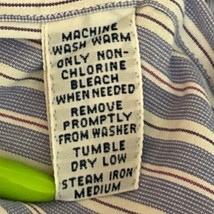 MACHINE
WASH WARM
ONLY NON-
CHLORINE
BLEACH
WHEN NEEDED
REMOVE
PROMPTLY
FROM WASHER
TUMBLE
DRY LOW
STEAM IRON
MEDIUM